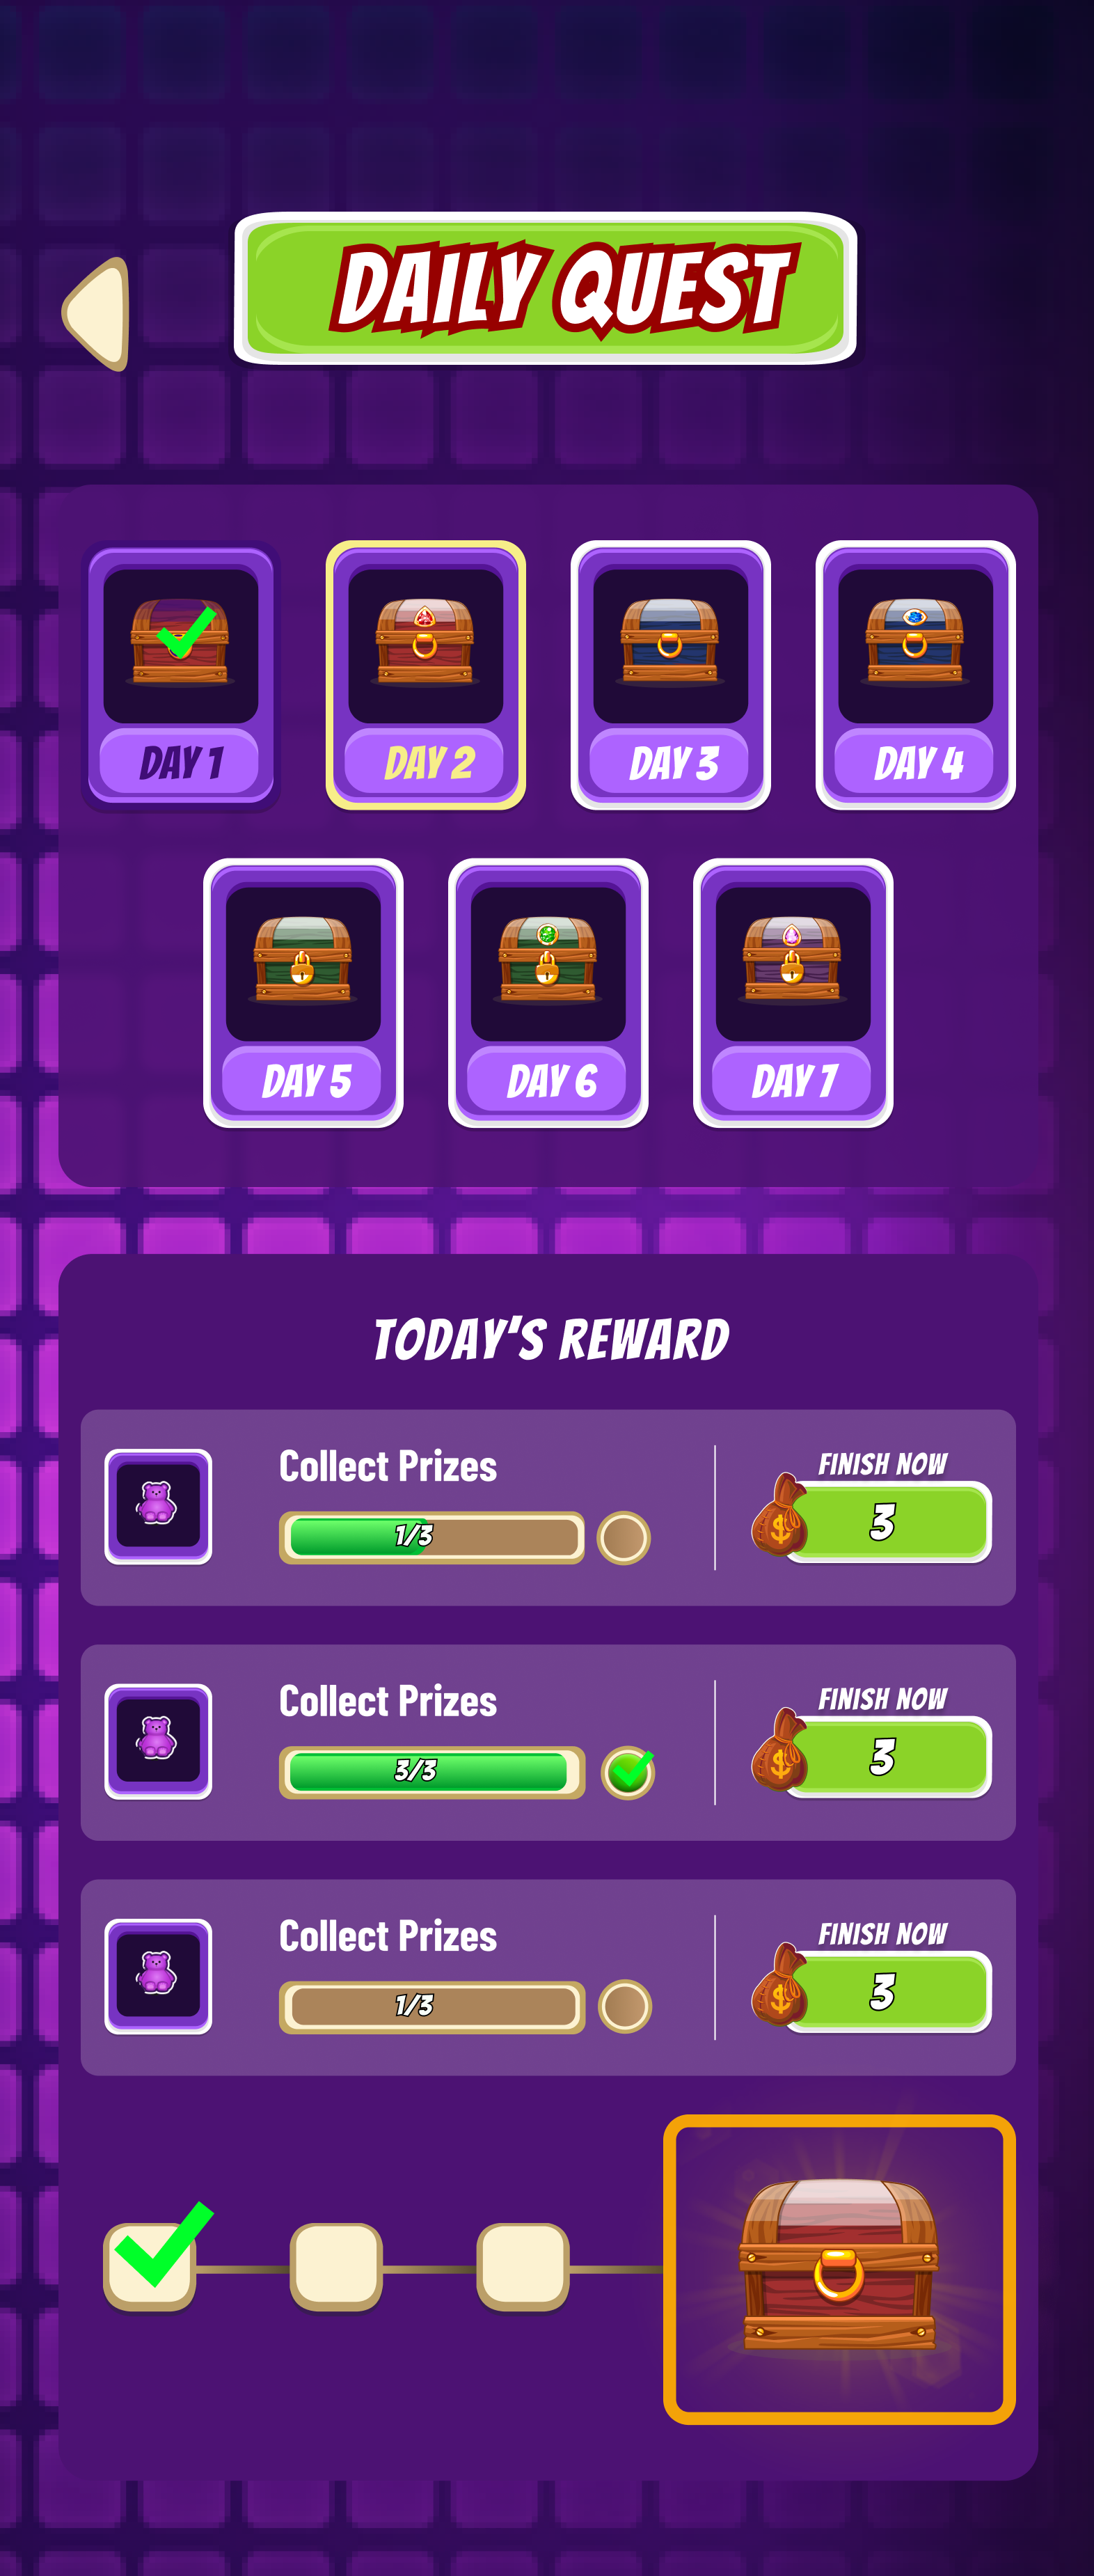 DAILY QUEST
DAY 1
DAY 2
DAY 3
DAY 4
DAY 5
DAY 6
DAY 7
TODAY'S REWARD
Collect Prizes
1/3
FINISH NOW
$
3
Collect Prizes
3/3
FINISH NOW
$
3
Collect Prizes
1/3
FINISH NOW
$
3